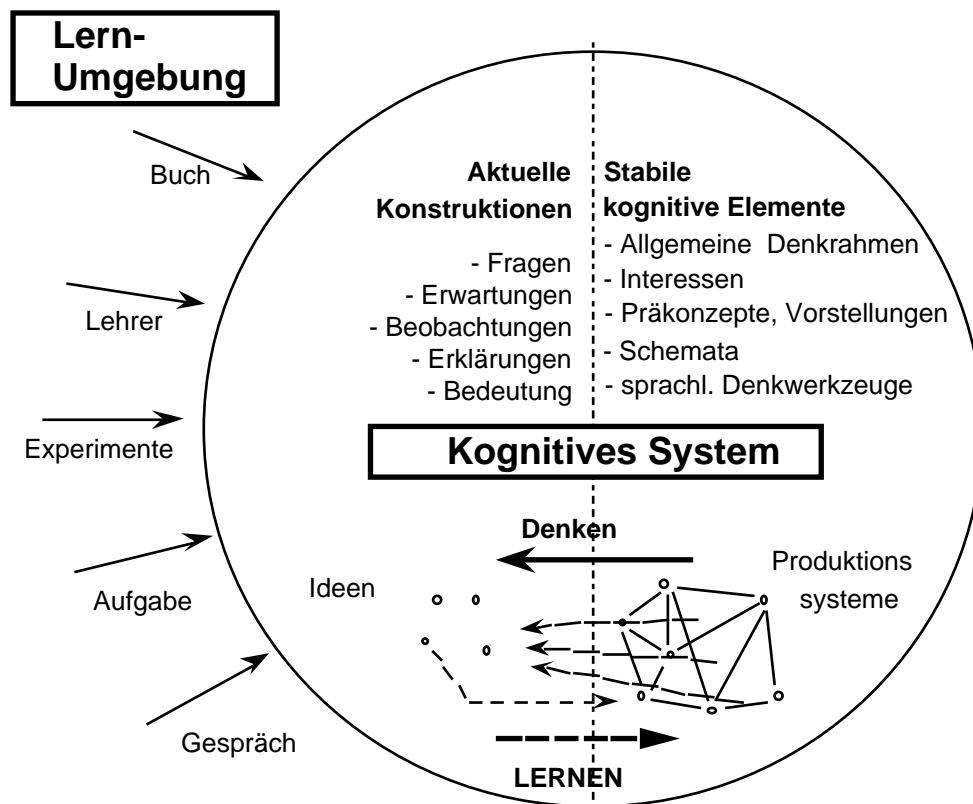 Lern-
Umgebung
Buch
Lehrer
Experimente
Aufgabe
Gespräch
Aktuelle
Konstruktionen
- Fragen
- Erwartungen
- Beobachtungen
- Erklärungen
- Bedeutung
Stabile
kognitive Elemente
- Allgemeine Denkrahmen
- Interessen
- Präkonzepte, Vorstellungen
- Schemata
- sprachl. Denkwerkzeuge
Kognitives System
Denken
Ideen
Produktions
systeme
LERNEN